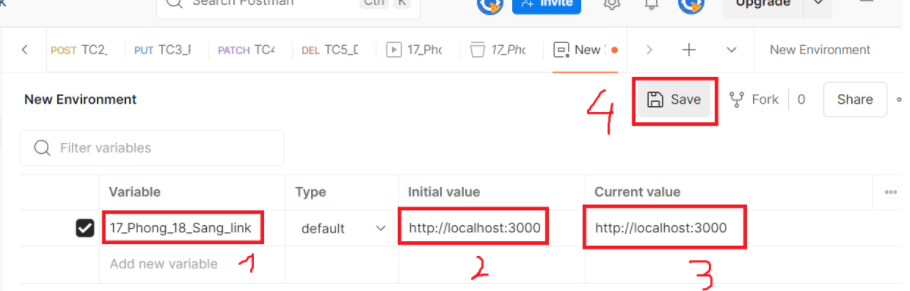 Search Postman Ctrl K Invite Upgrade
POST TC2_ PUT TC3_F PATCH TC4 DEL TC5_D 17_Pho 17_Pho New New Environment
New Environment 4 Save Fork 0 Share
Filter variables
Variable Type Initial value Current value
17_Phong_18_Sang_link default http://localhost:3000 http://localhost:3000
Add new variable 1 2 3